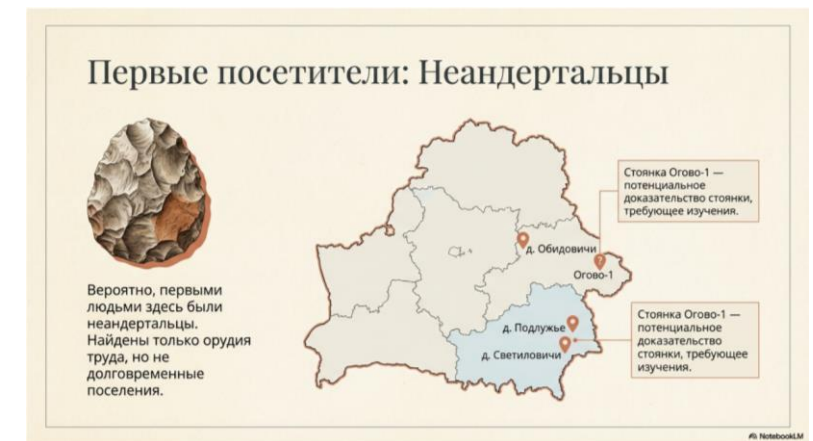 Первые посетители: Неандертальцы
Вероятно, первыми
людьми здесь были
неандертальцы.
Найдены только орудия
труда, но не
долговременные
поселения.
д. Обидовичи
?
Огово-1
д. Подлужье
д. Светиловичи
Стоянка Огово-1 —
потенциальное
доказательство стоянки,
требующее изучения.
Стоянка Огово-1 —
потенциальное
доказательство
стоянки, требующее
изучения.
NotebookLM